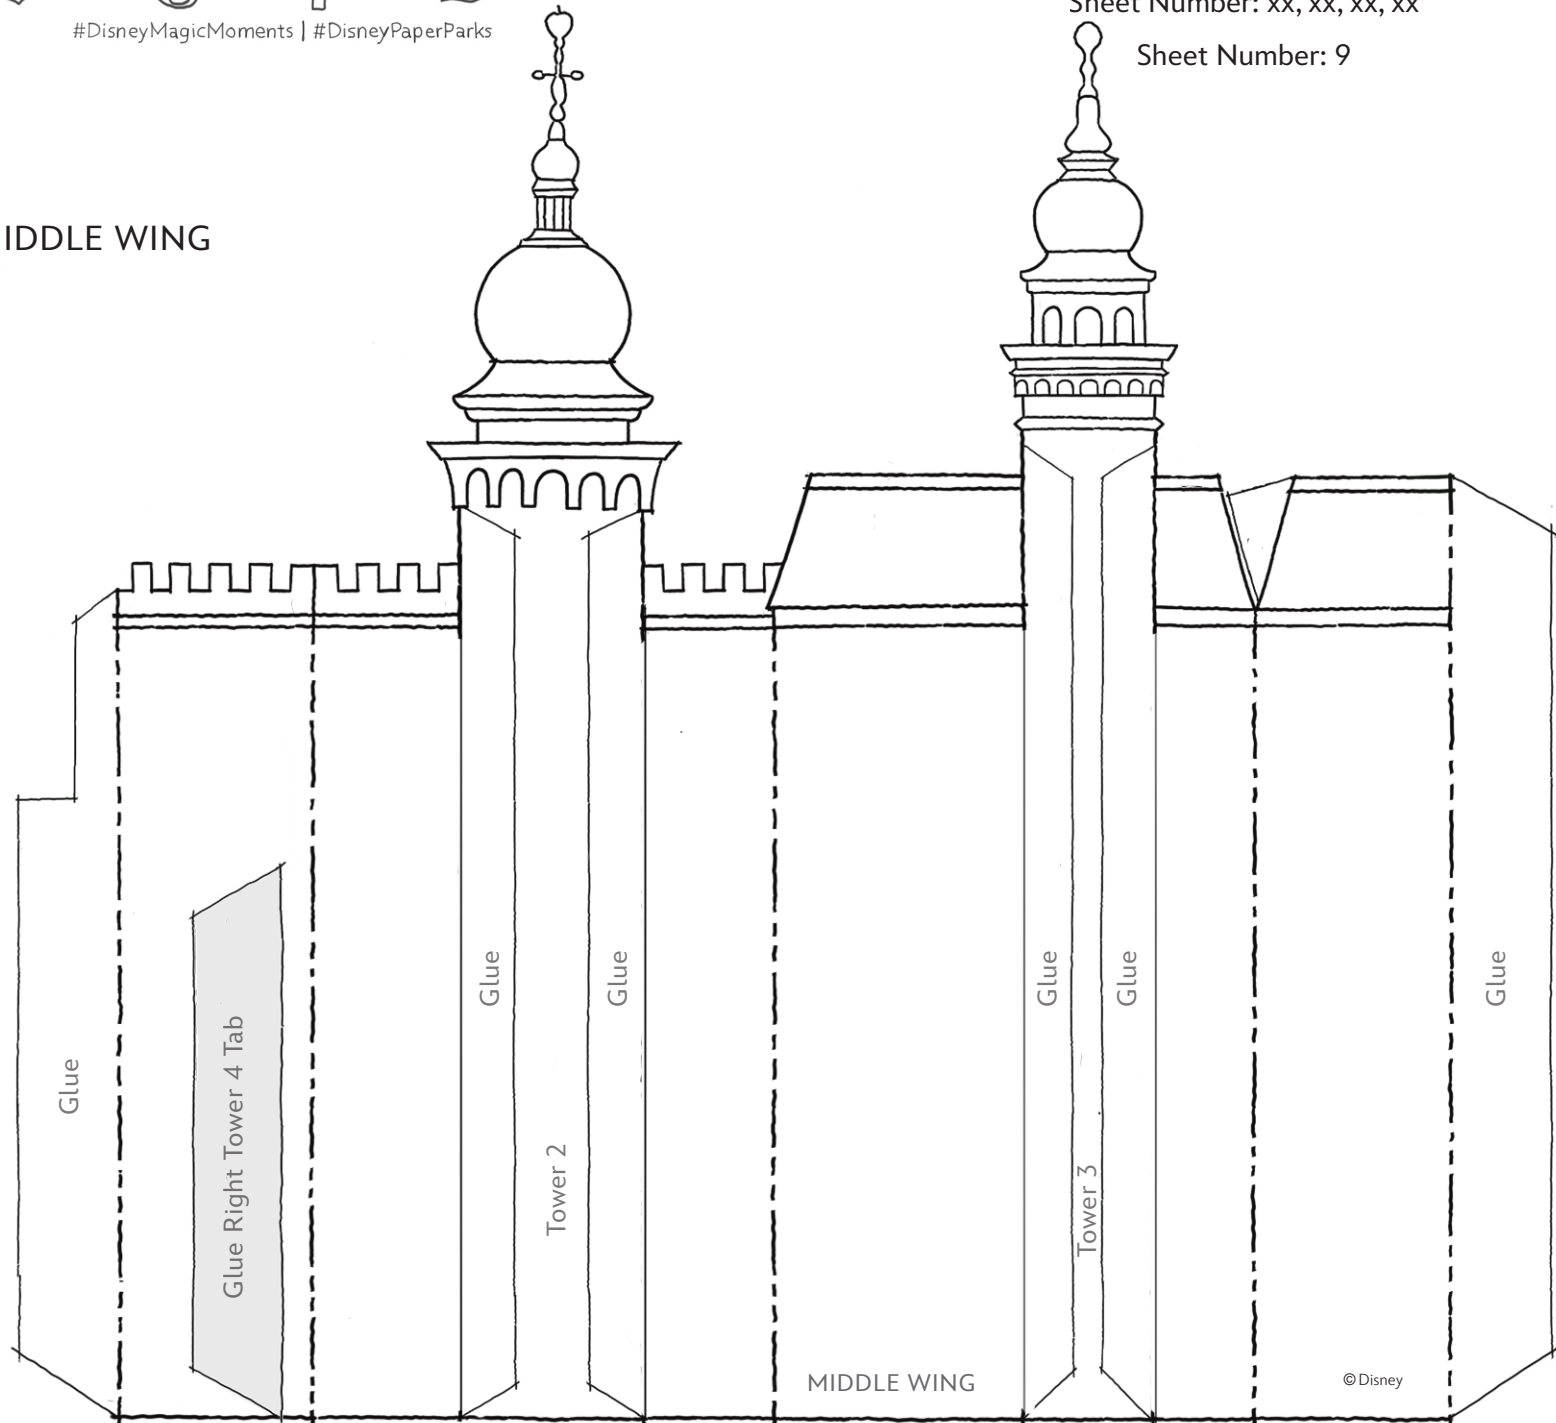 Sheet Number: xx, xx, xx, xx
#DisneyMagicMoments | #DisneyPaperParks
Sheet Number: 9
IDDLE WING
Glue
Glue Right Tower 4 Tab
Glue
Tower 2
Glue
Glue
Tower 3
Glue
Glue
MIDDLE WING
©Disney